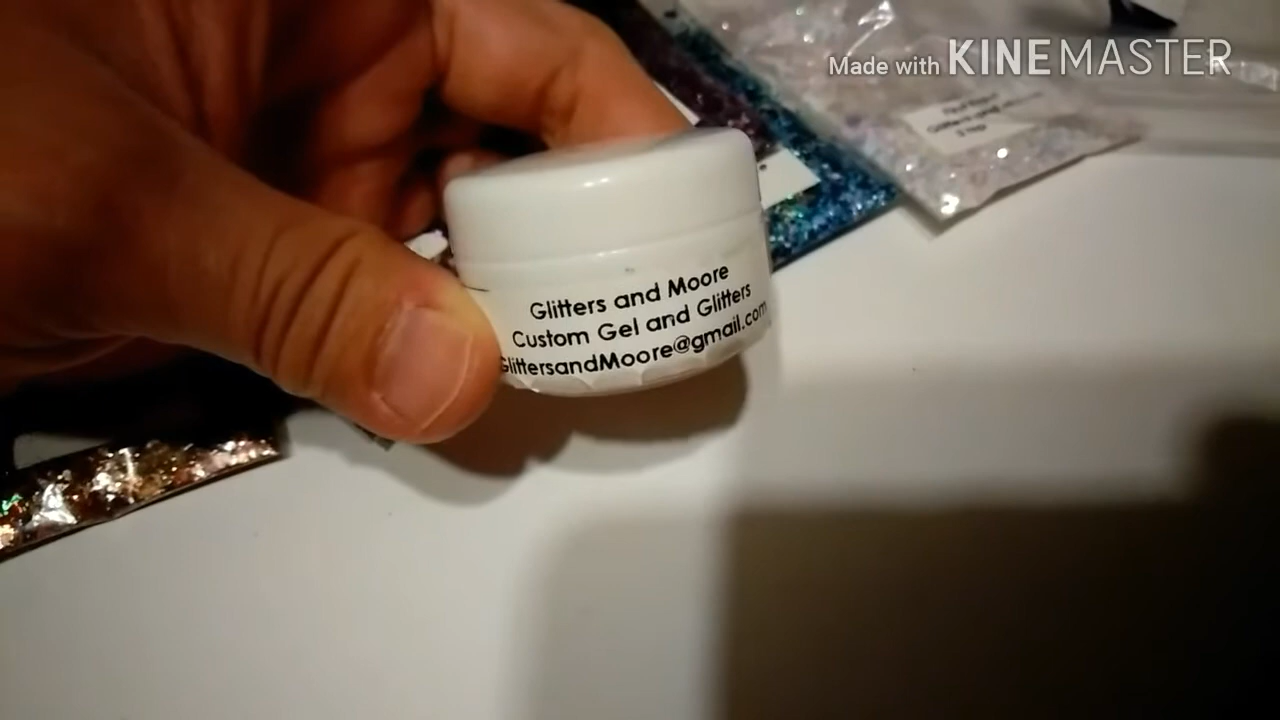 Made with KINEMASTER
Glitters and Moore
Custom Gel and Glitters
GlittersandMoore@gmail.com